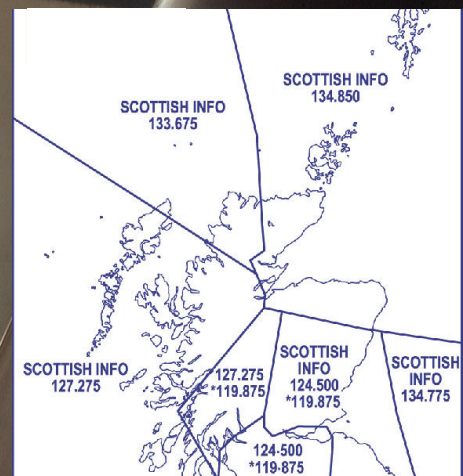 SCOTTISH INFO
134.850
SCOTTISH INFO
133.675
SCOTTISH INFO
127.275
127.275
*119.875
SCOTTISH
INFO
124.500
*119.875
SCOTTISH
INFO
134.775
124·500
*119·875